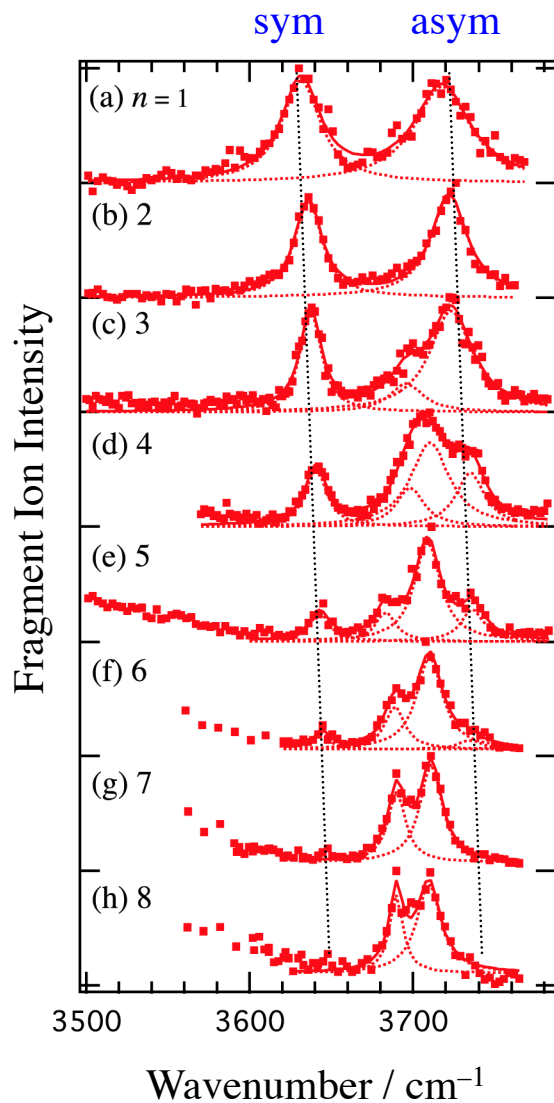 sym asym
(a) n = 1
(b) 2
(c) 3
(d) 4
(e) 5
(f) 6
(g) 7
(h) 8
Fragment Ion Intensity
3500 3600 3700
Wavenumber / cm⁻¹